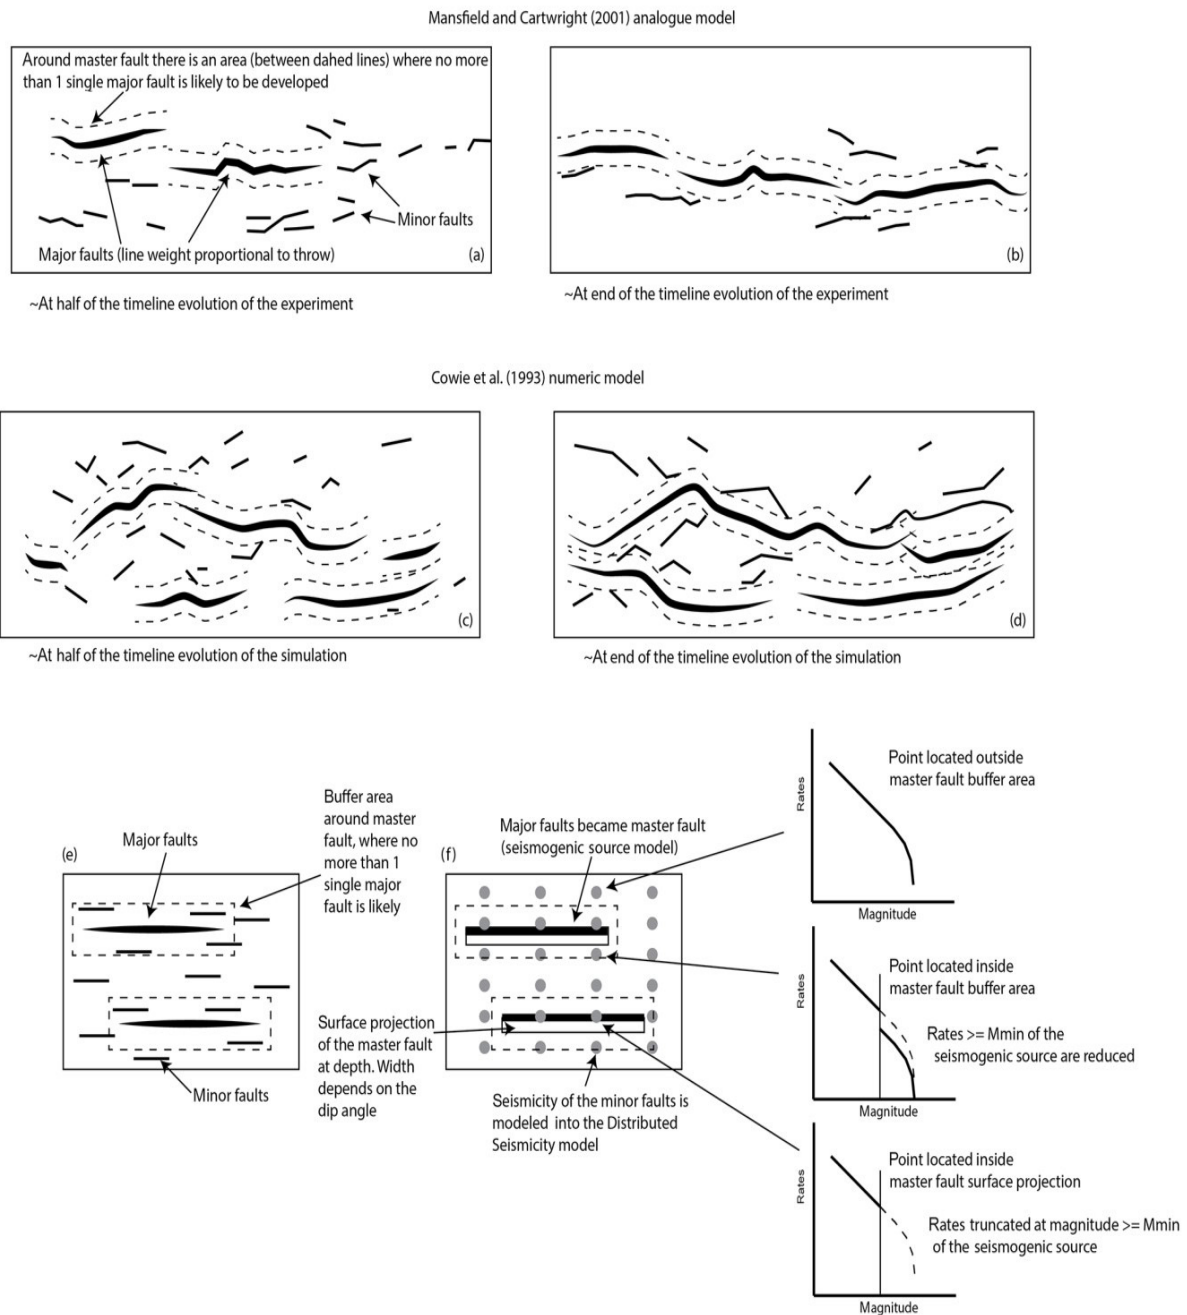 Mansfield and Cartwright (2001) analogue model
Around master fault there is an area (between dahed lines) where no more
than 1 single major fault is likely to be developed
Minor faults
Major faults (line weight proportional to throw)
(a)
(b)
~At half of the timeline evolution of the experiment
~At end of the timeline evolution of the experiment
Cowie et al. (1993) numeric model
(c)
(d)
~At half of the timeline evolution of the simulation
~At end of the timeline evolution of the simulation
(e)
Major faults
Buffer area
around master
fault, where no
more than 1
single major
fault is likely
Minor faults
(f)
Major faults became master fault
(seismogenic source model)
Surface projection
of the master fault
at depth. Width
depends on the
dip angle
Seismicity of the minor faults is
modeled into the Distributed
Seismicity model
Rates
Point located outside
master fault buffer area
Magnitude
Rates
Point located inside
master fault buffer area
Rates >= Mmin of the
seismogenic source are reduced
Magnitude
Rates
Point located inside
master fault surface projection
Rates truncated at magnitude >= Mmin
of the seismogenic source
Magnitude